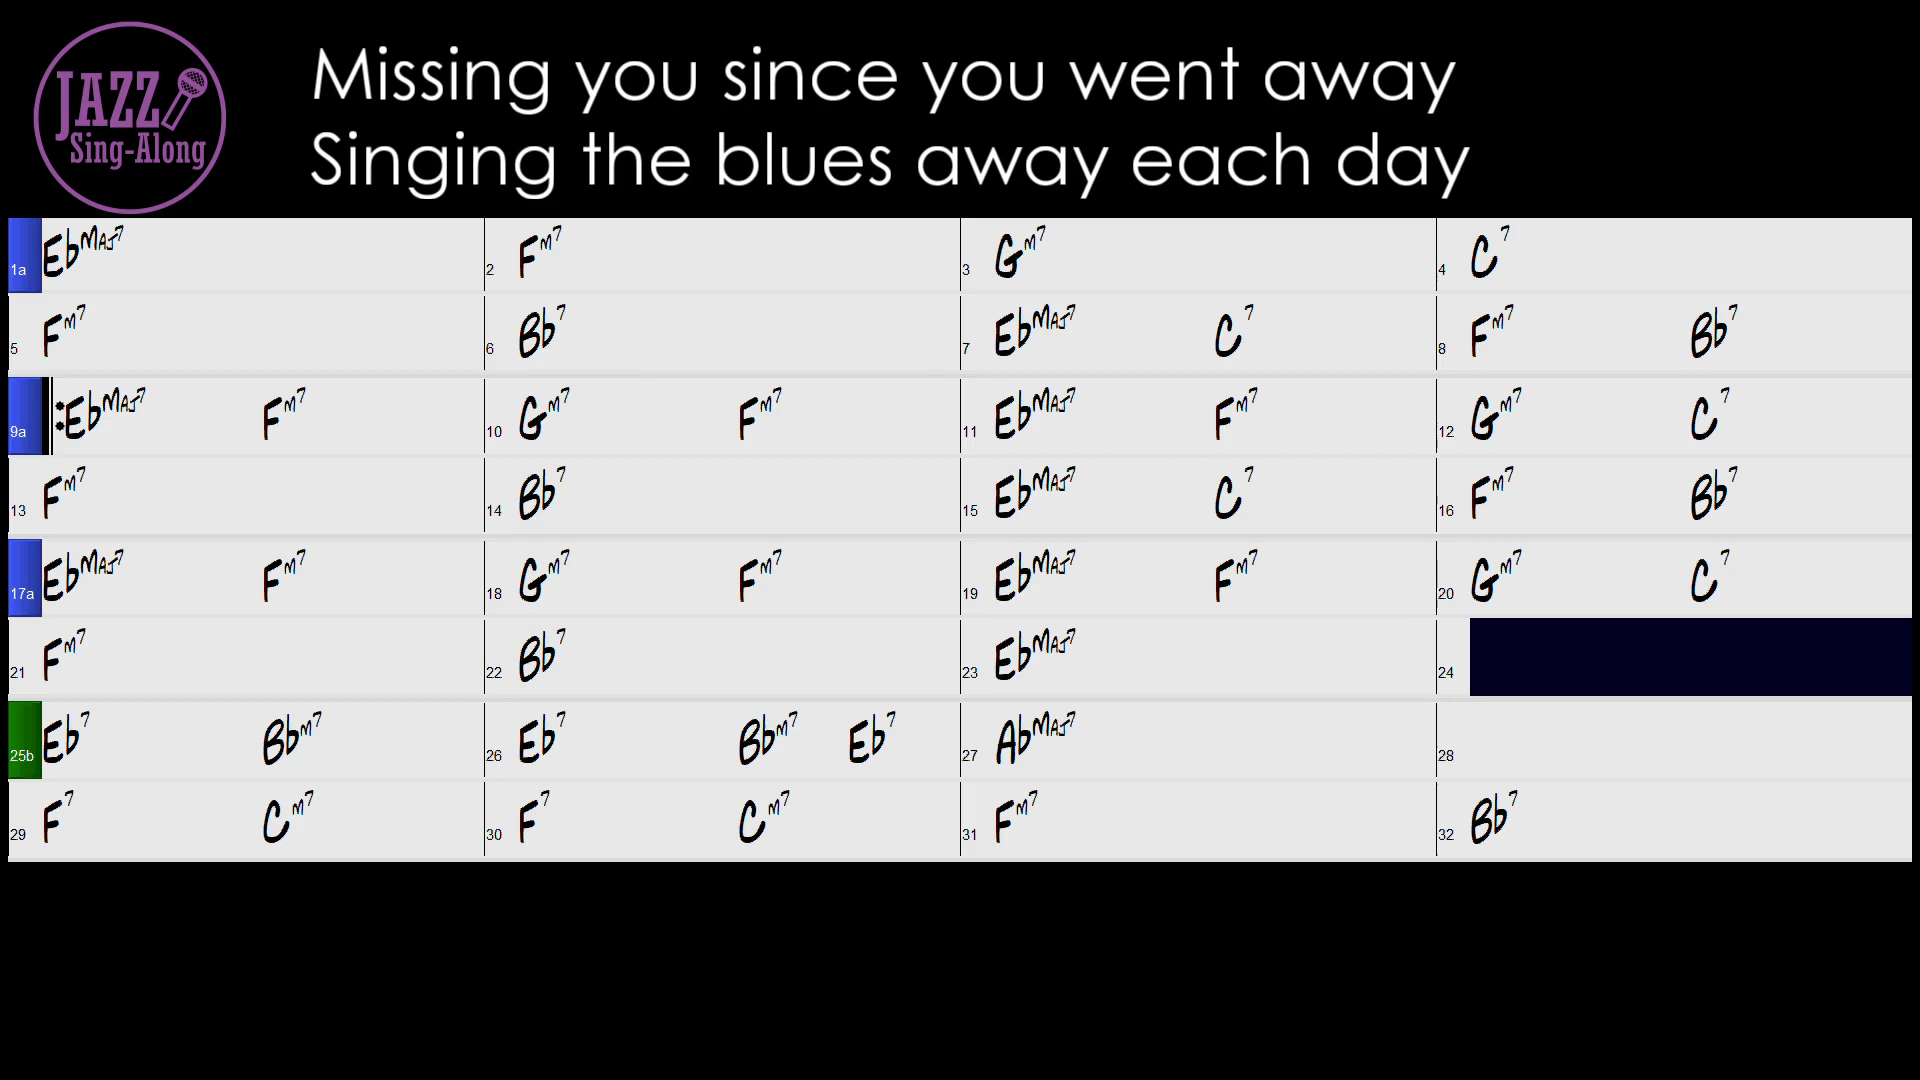 JAZZ
Sing-Along
Missing you since you went away
Singing the blues away each day
1a EbMAJ7 2 Fm7 3 Gm7 4 C7
5 Fm7 6 Bb7 7 EbMAJ7 C7 8 Fm7 Bb7
9a EbMAJ7 Fm7 10 Gm7 Fm7 11 EbMAJ7 Fm7 12 Gm7 C7
13 Fm7 14 Bb7 15 EbMAJ7 C7 16 Fm7 Bb7
17a EbMAJ7 Fm7 18 Gm7 Fm7 19 EbMAJ7 Fm7 20 Gm7 C7
21 Fm7 22 Bb7 23 EbMAJ7 24
25b Eb7 Bbm7 26 Eb7 Bbm7 Eb7 27 AbMAJ7 28
29 F7 Cm7 30 F7 Cm7 31 Fm7 32 Bb7